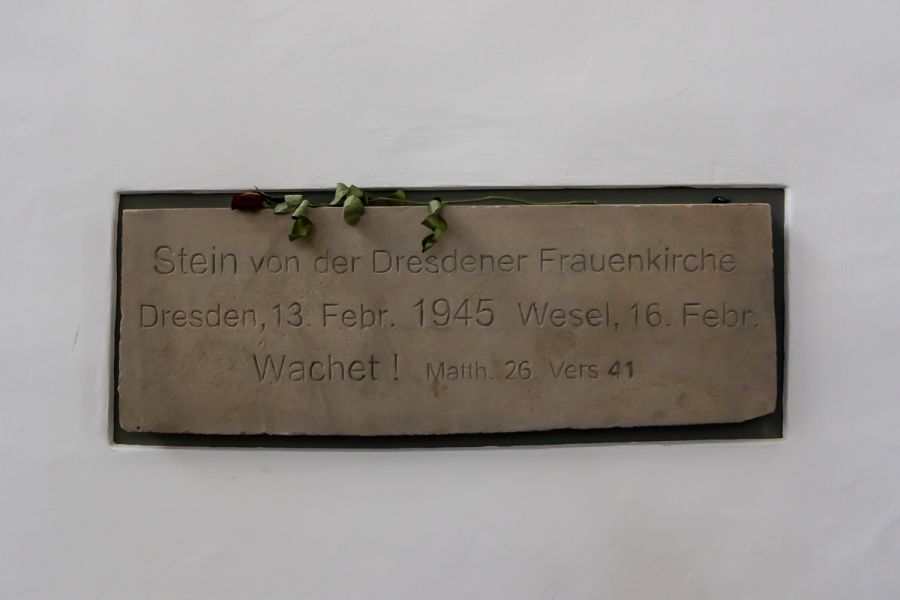 Stein von der Dresdener Frauenkirche
Dresden, 13. Febr. 1945 Wesel, 16. Febr.
Wachet ! Matth. 26. Vers 41